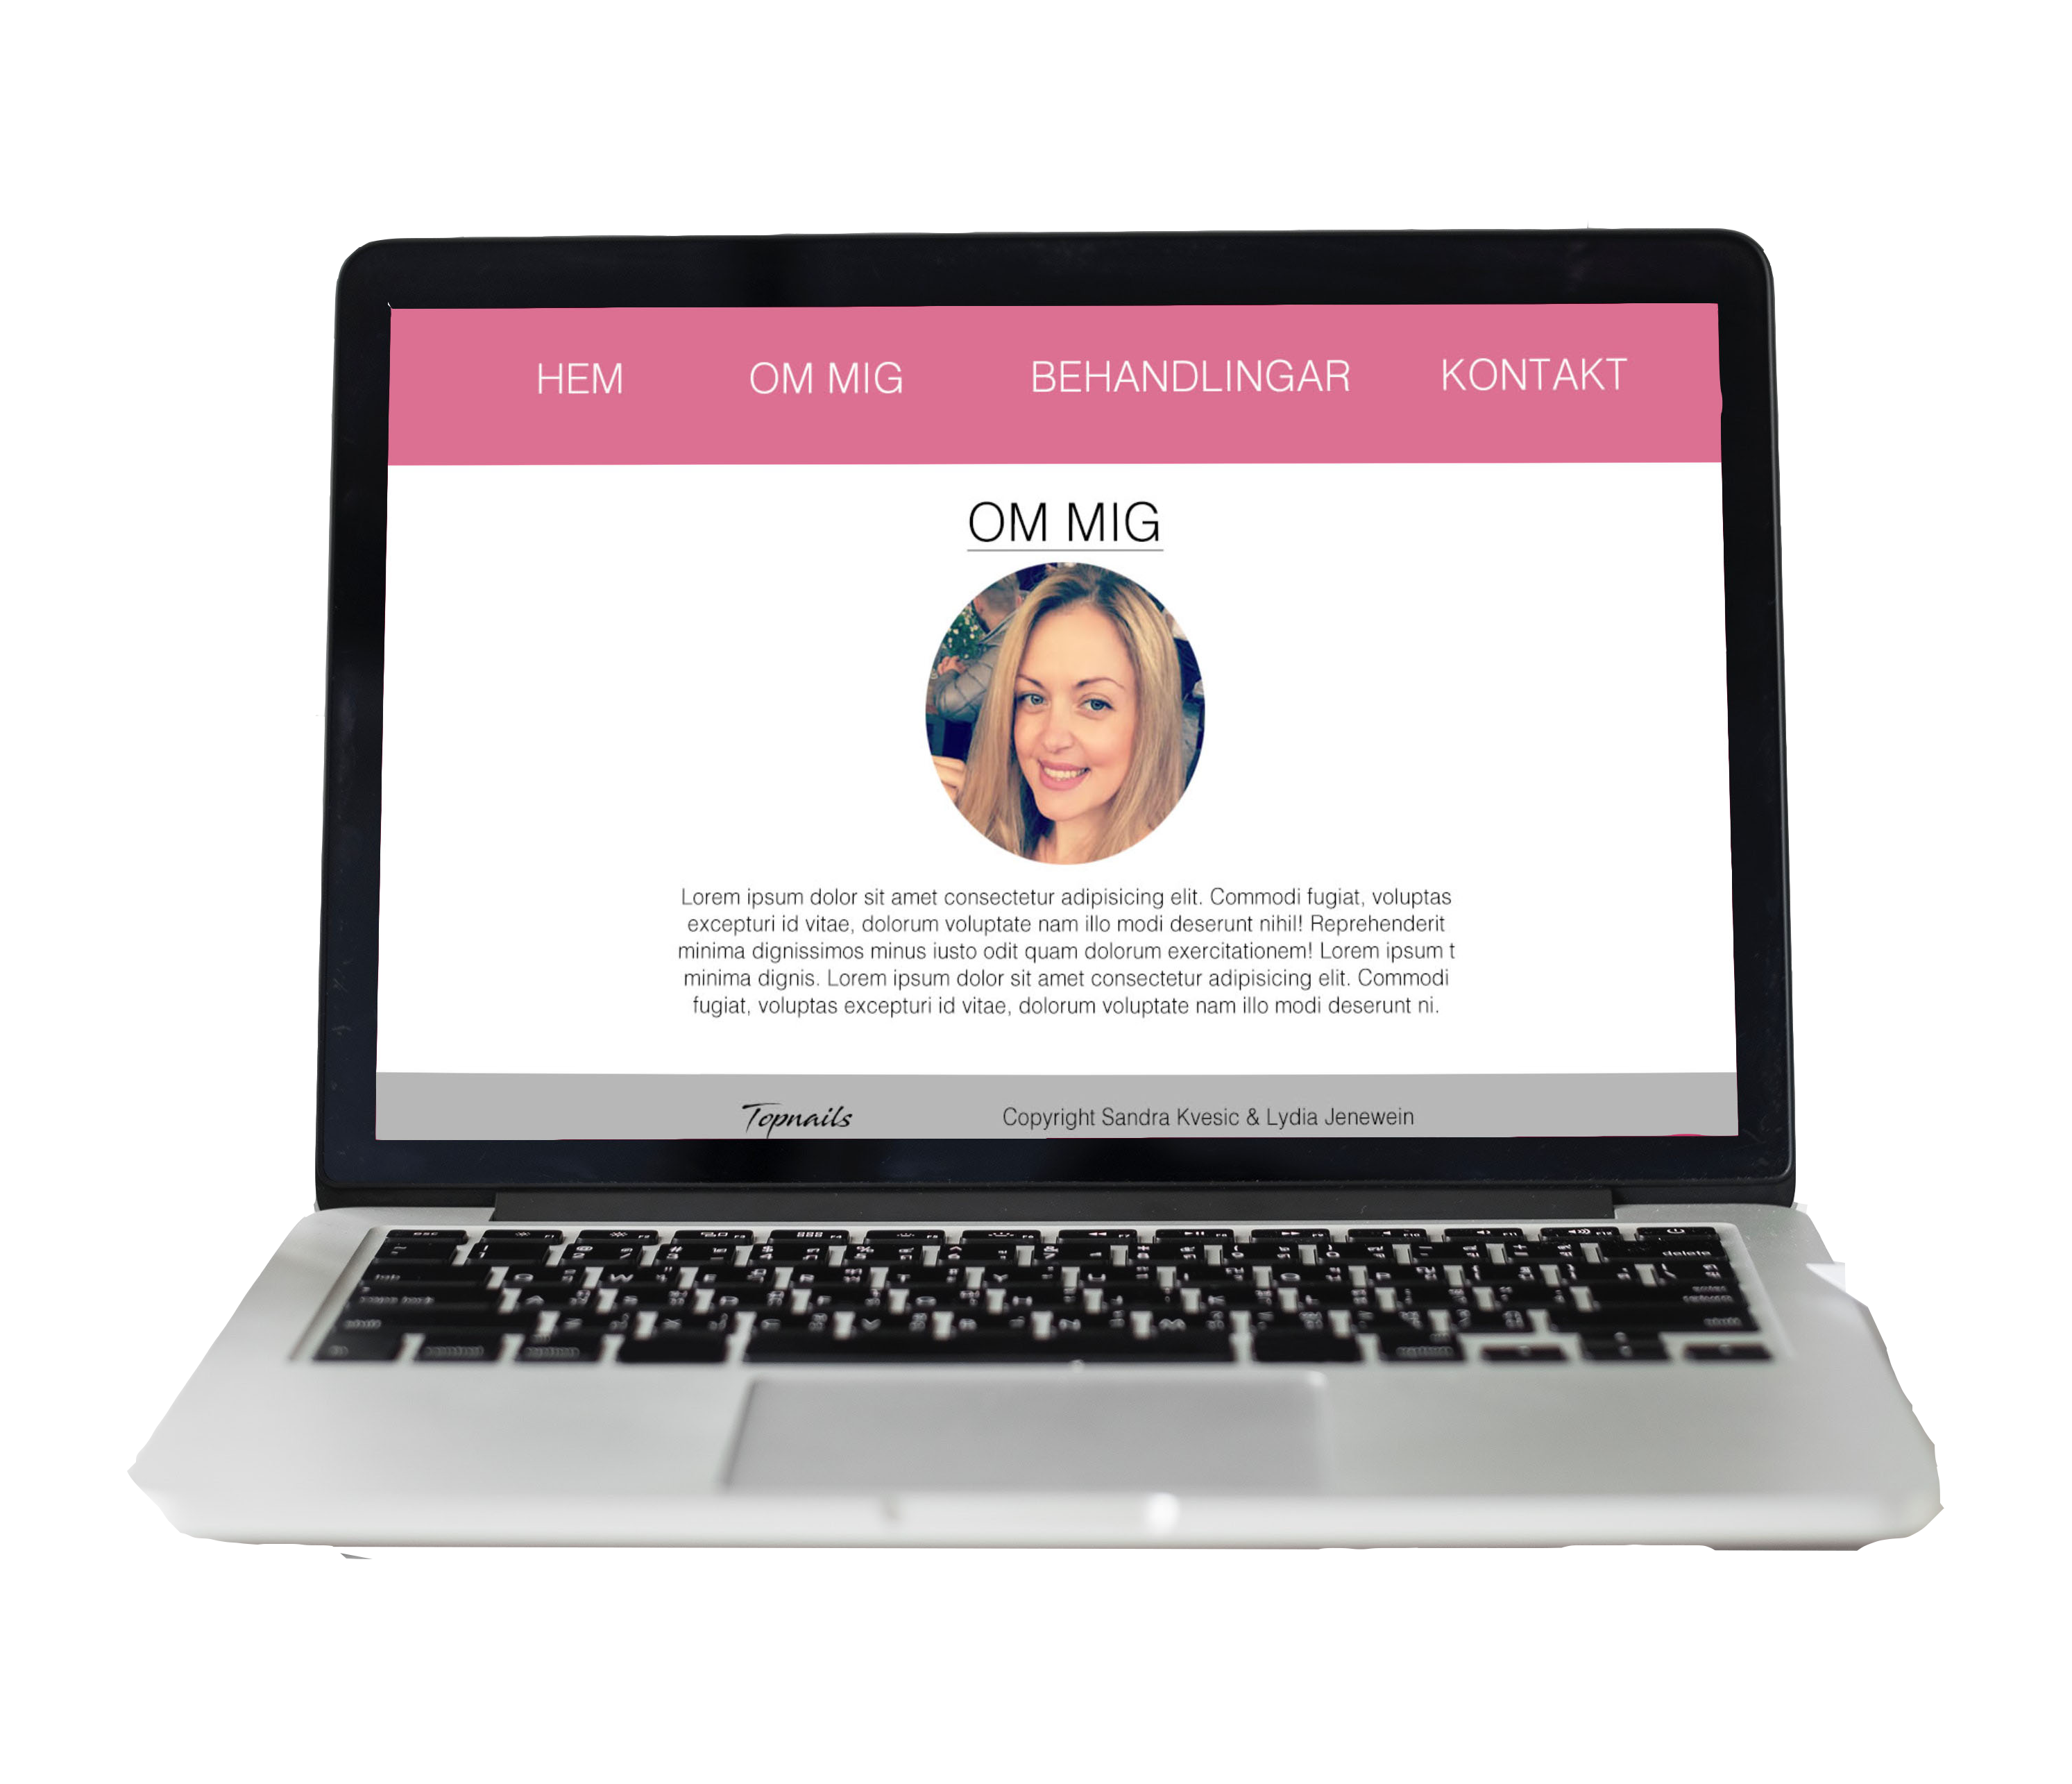 HEM OM MIG BEHANDLINGAR KONTAKT
OM MIG
Lorem ipsum dolor sit amet consectetur adipisicing elit. Commodi fugiat, voluptas
excepturi id vitae, dolorum voluptate nam illo modi deserunt nihil! Reprehenderit
minima dignissimos minus iusto odit quam dolorum exercitationem! Lorem ipsum t
minima dignis. Lorem ipsum dolor sit amet consectetur adipisicing elit. Commodi
fugiat, voluptas excepturi id vitae, dolorum voluptate nam illo modi deserunt ni.
Topnails Copyright Sandra Kvesic & Lydia Jenewein
delete